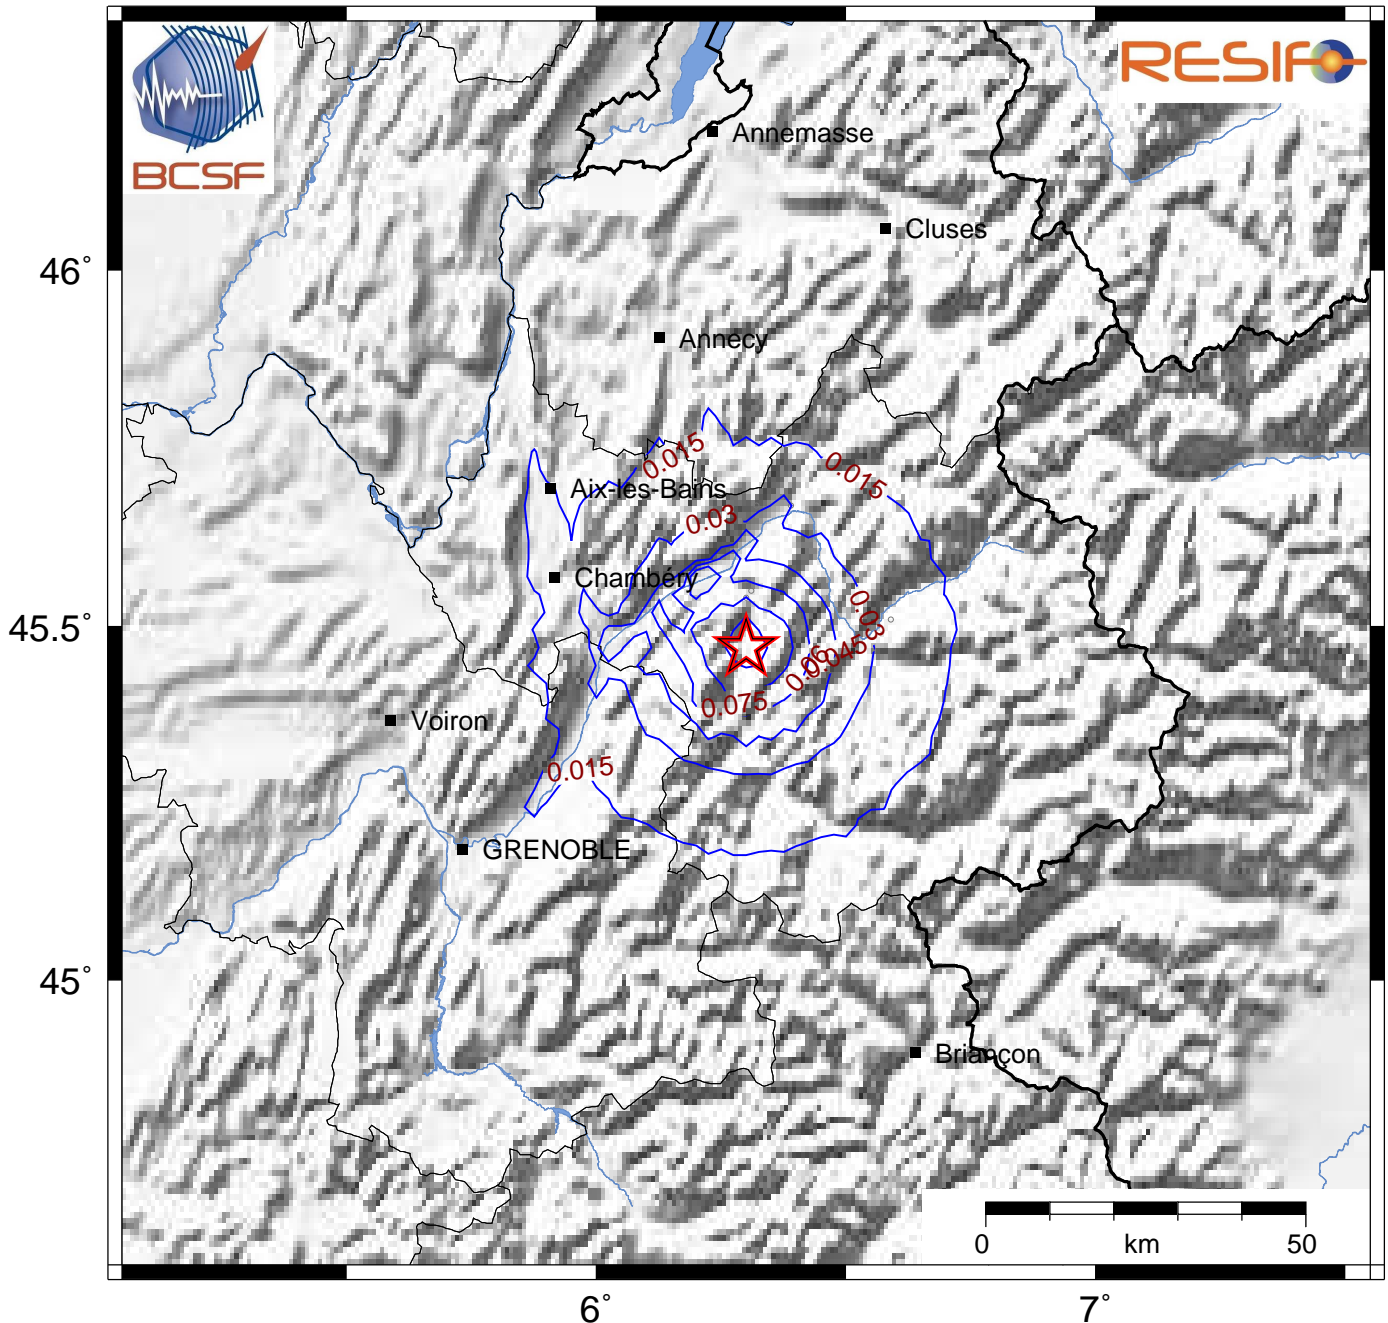 BCSF
RESIF
Annemasse
Cluses
46°
Annecy
0.015
0.015
Aix-les-Bains
0.03
Chambéry
0.03
45.5°
0.045
0.06
0.075
Voiron
0.015
GRENOBLE
45°
Briançon
0 km 50
6° 7°